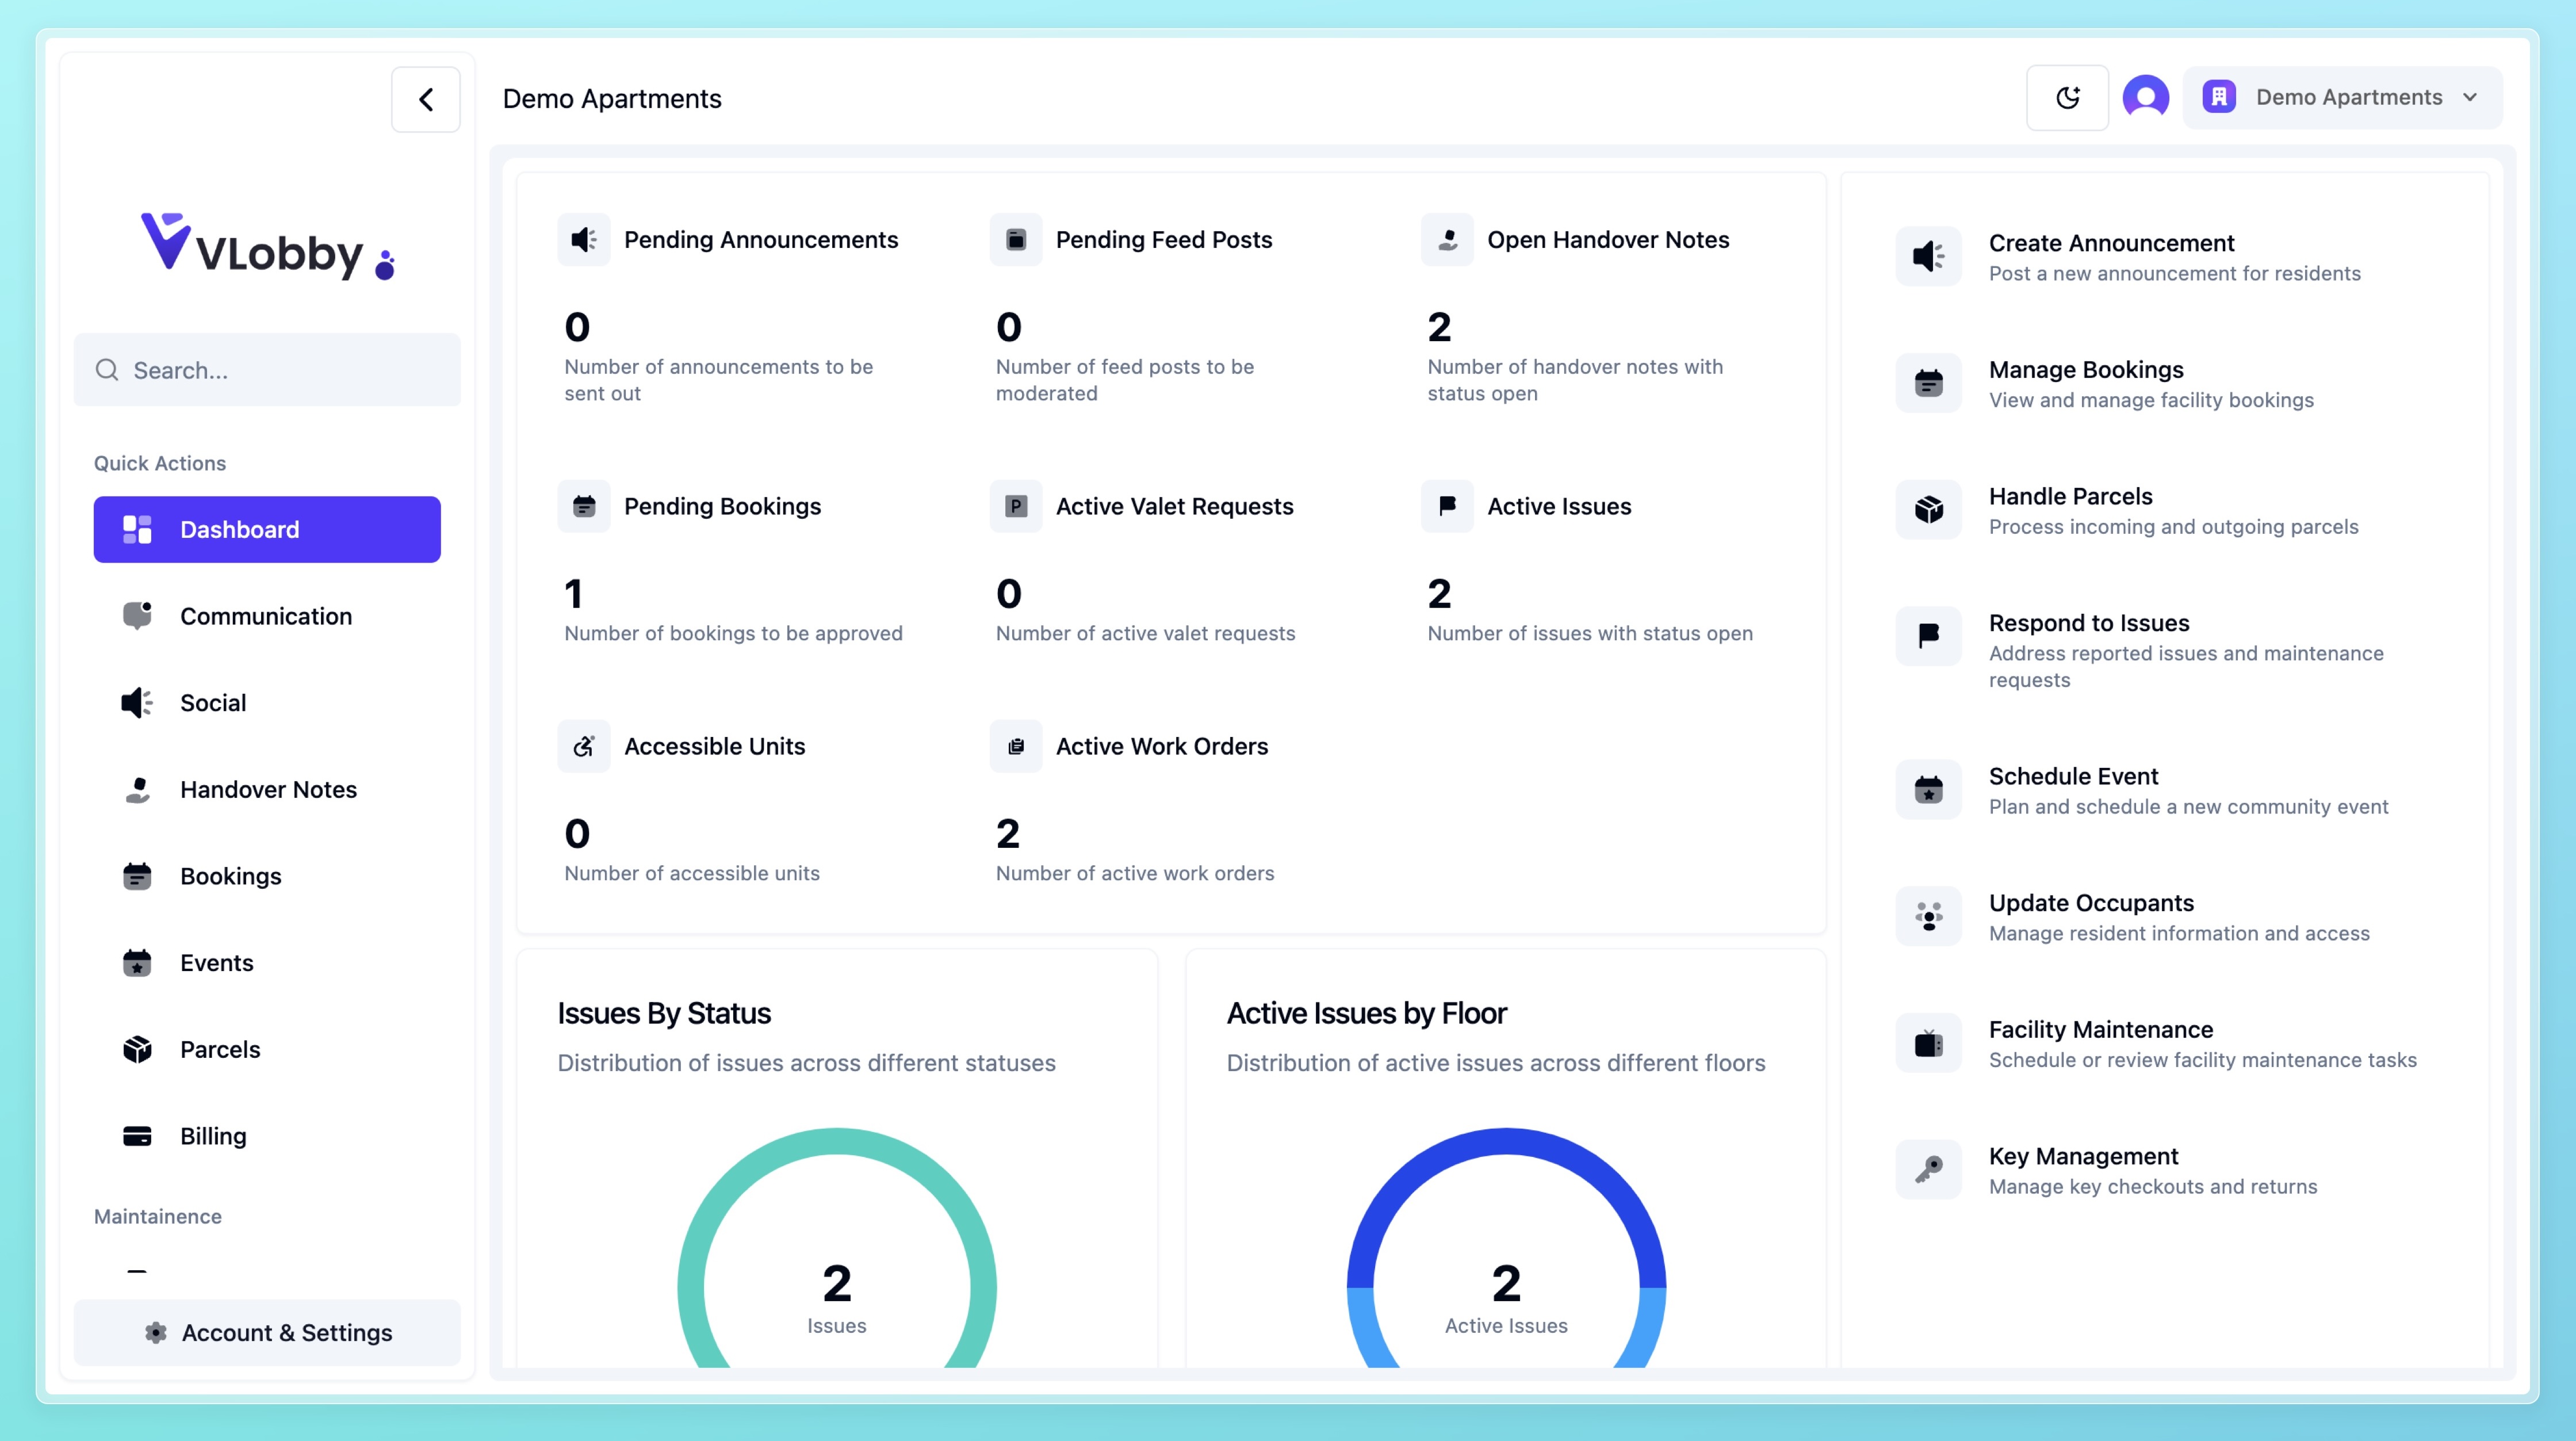 VLobby
Search...
Quick Actions
Dashboard
Communication
Social
Handover Notes
Bookings
Events
Parcels
Billing
Maintainence
Account & Settings
Demo Apartments
Demo Apartments
Pending Announcements
0
Number of announcements to be
sent out
Pending Feed Posts
0
Number of feed posts to be
moderated
Open Handover Notes
2
Number of handover notes with
status open
Pending Bookings
1
Number of bookings to be approved
P
Active Valet Requests
0
Number of active valet requests
Active Issues
2
Number of issues with status open
Accessible Units
0
Number of accessible units
Active Work Orders
2
Number of active work orders
Issues By Status
Distribution of issues across different statuses
2
Issues
Active Issues by Floor
Distribution of active issues across different floors
2
Active Issues
Create Announcement
Post a new announcement for residents
Manage Bookings
View and manage facility bookings
Handle Parcels
Process incoming and outgoing parcels
Respond to Issues
Address reported issues and maintenance
requests
Schedule Event
Plan and schedule a new community event
Update Occupants
Manage resident information and access
Facility Maintenance
Schedule or review facility maintenance tasks
Key Management
Manage key checkouts and returns